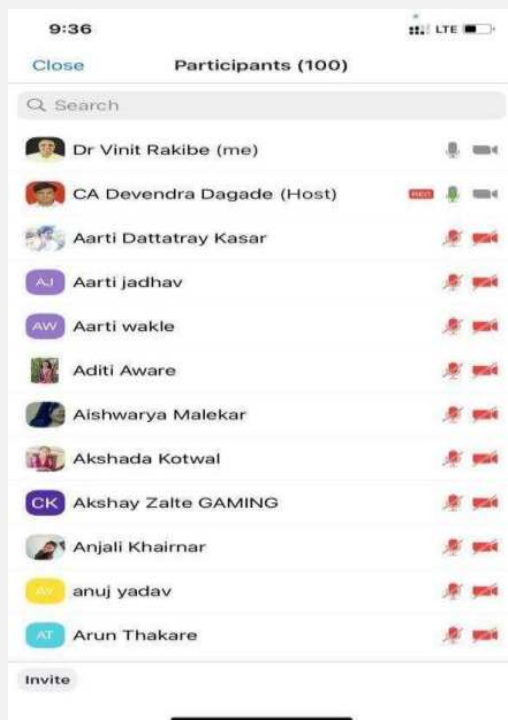 9:36
LTE
Close Participants (100)
Search
Dr Vinit Rakibe (me)
CA Devendra Dagade (Host) REC
Aarti Dattatray Kasar
AJ Aarti jadhav
AW Aarti wakle
Aditi Aware
Aishwarya Malekar
Akshada Kotwal
CK Akshay Zalte GAMING
Anjali Khairnar
AY anuj yadav
AT Arun Thakare
Invite